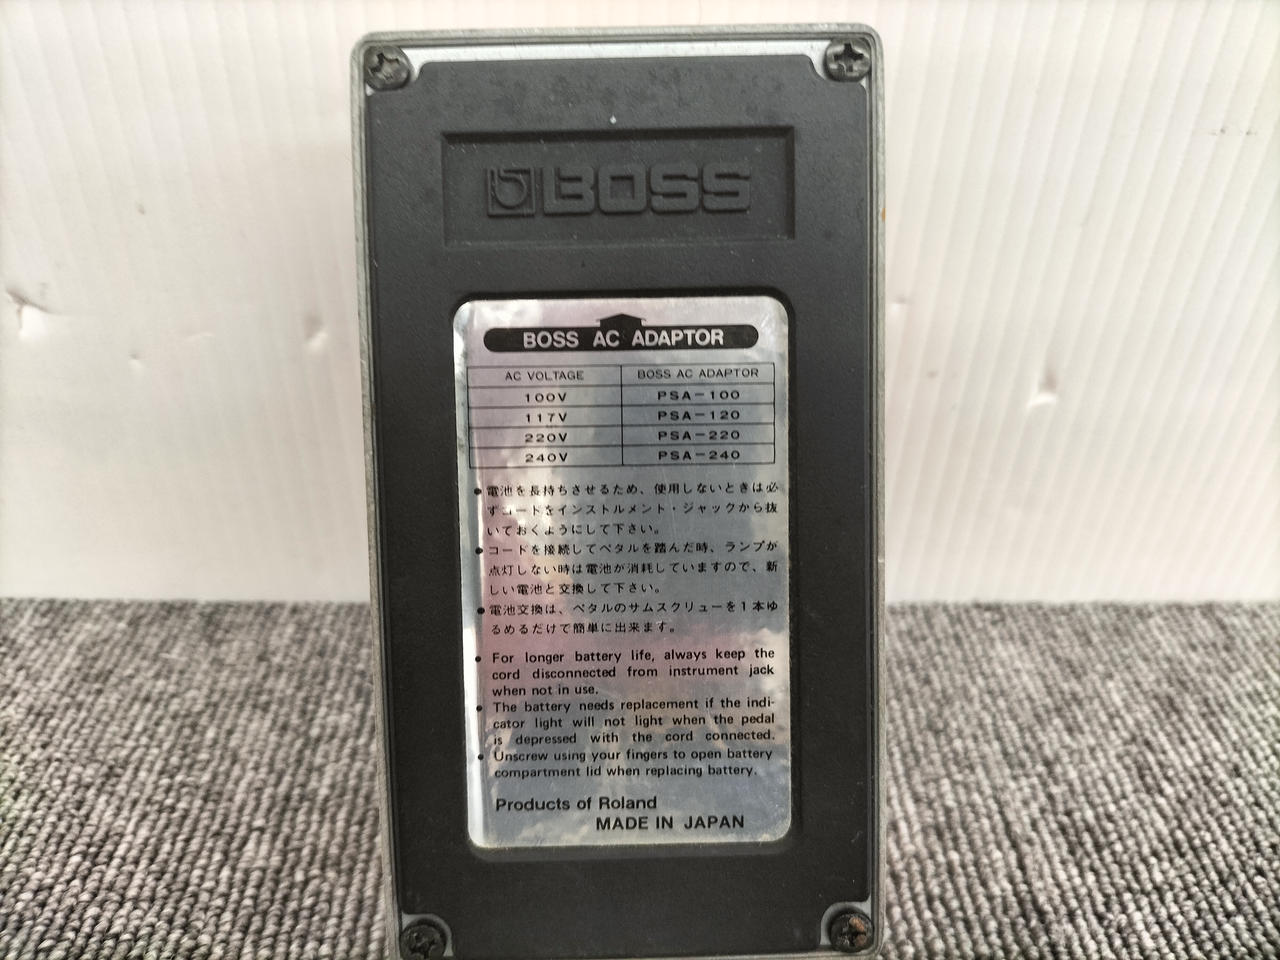 BOSS
BOSS AC ADAPTOR
AC VOLTAGE BOSS AC ADAPTOR
100V PSA-100
117V PSA-120
220V PSA-220
240V PSA-240
●電池を長持ちさせるため、使用しないときは必
ずコードをインストルメント・ジャックから抜
いておくようにして下さい。
●コードを接続してペタルを踏んだ時、ランプが
点灯しない時は電池が消耗していますので、新
しい電池と交換して下さい。
●電池交換は、ペタルのサムスクリューを1本ゆ
るめるだけで簡単に出来ます。
● For longer battery life, always keep the
cord disconnected from instrument jack
when not in use.
● The battery needs replacement if the indi-
cator light will not light when the pedal
is depressed with the cord connected.
● Unscrew using your fingers to open battery
compartment lid when replacing battery.
Products of Roland
MADE IN JAPAN